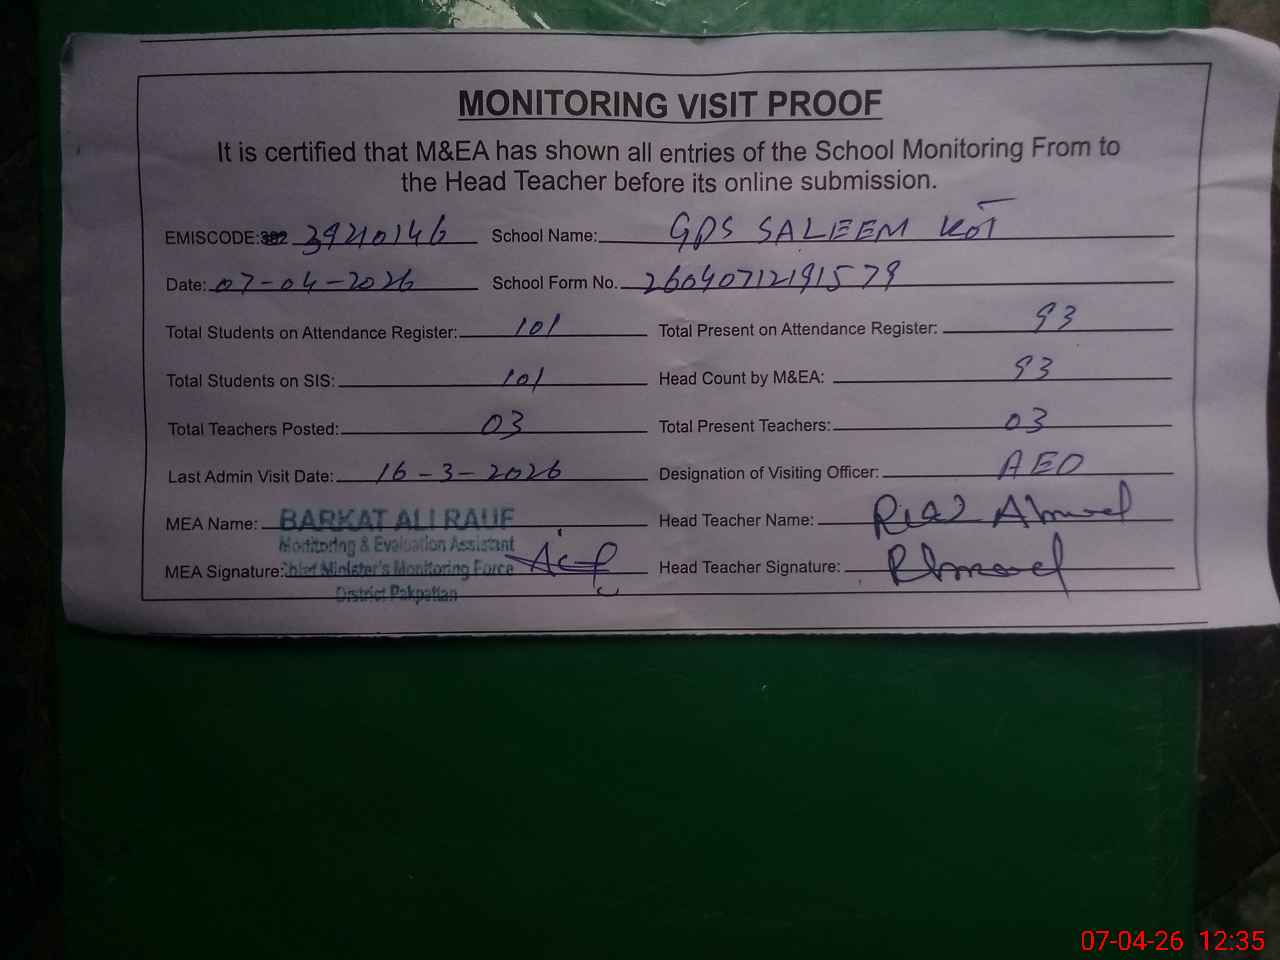 MONITORING VISIT PROOF
It is certified that M&EA has shown all entries of the School Monitoring From to
the Head Teacher before its online submission.
EMISCODE: 39210146 School Name: GPS SALEEM KOT
Date: 07-04-2026 School Form No. 26040712191579
Total Students on Attendance Register: 101 Total Present on Attendance Register: 93
Total Students on SIS: 101 Head Count by M&EA: 93
Total Teachers Posted: 03 Total Present Teachers: 03
Last Admin Visit Date: 16-3-2026 Designation of Visiting Officer: AEO
MEA Name: BARKAT ALI RAUF Head Teacher Name: Riaz Ahmad
Monitoring & Evaluation Assistant
MEA Signature: Chief Minister's Monitoring Force Head Teacher Signature:
District Pakpattan
07-04-26 12:35